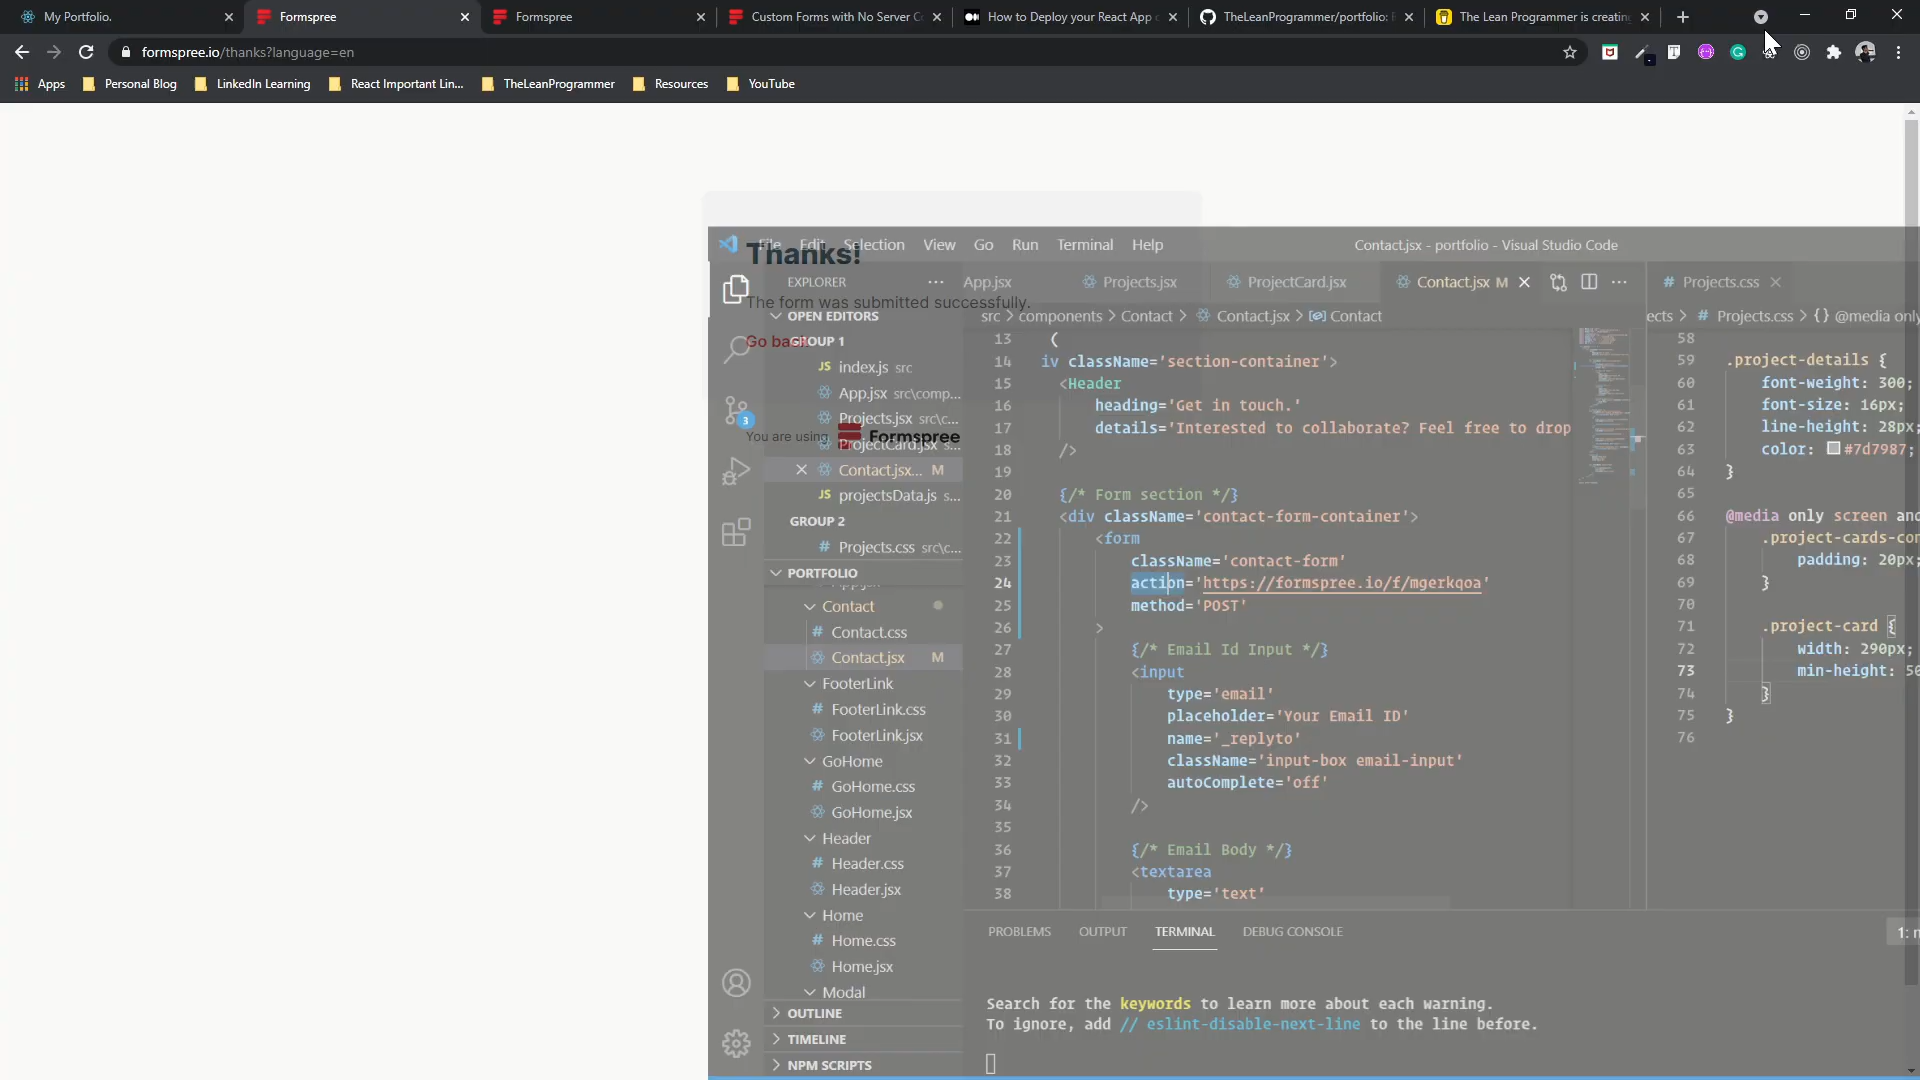 My Portfolio.
Formspree
Formspree
Custom Forms with No Server C
How to Deploy your React App
TheLeanProgrammer/portfolio:
The Lean Programmer is creating
formspree.io/thanks?language=en
Apps
Personal Blog
LinkedIn Learning
React Important Lin...
TheLeanProgrammer
Resources
YouTube
Thanks!
The form was submitted successfully.
Go back
You are using
Formspree
File Edit Selection View Go Run Terminal Help
Contact.jsx - portfolio - Visual Studio Code
EXPLORER
OPEN EDITORS
GROUP 1
JS index.js src
App.jsx src\comp...
Projects.jsx src\c...
ProjectCard.jsx s...
Contact.jsx... M
JS projectsData.js s...
GROUP 2
# Projects.css src\c...
PORTFOLIO
App.jsx
Contact
# Contact.css
Contact.jsx M
FooterLink
# FooterLink.css
FooterLink.jsx
GoHome
# GoHome.css
GoHome.jsx
Header
# Header.css
Header.jsx
Home
# Home.css
Home.jsx
Modal
OUTLINE
TIMELINE
NPM SCRIPTS
3
App.jsx
Projects.jsx
ProjectCard.jsx
Contact.jsx M
src > components > Contact > Contact.jsx > Contact
13 (
14 iv className='section-container'>
15 <Header
16 heading='Get in touch.'
17 details='Interested to collaborate? Feel free to drop
18 />
19
20 {/* Form section */}
21 <div className='contact-form-container'>
22 <form
23 className='contact-form'
24 action='https://formspree.io/f/mgerkqoa'
25 method='POST'
26 >
27 {/* Email Id Input */}
28 <input
29 type='email'
30 placeholder='Your Email ID'
31 name='_replyto'
32 className='input-box email-input'
33 autoComplete='off'
34 />
35
36 {/* Email Body */}
37 <textarea
38 type='text'
# Projects.css
ects > # Projects.css > {} @media only
58
59 .project-details {
60 font-weight: 300;
61 font-size: 16px;
62 line-height: 28px;
63 color: #7d7987;
64 }
65
66 @media only screen and
67 .project-cards-con
68 padding: 20px;
69 }
70
71 .project-card {
72 width: 290px;
73 min-height: 50
74 }
75 }
76
PROBLEMS OUTPUT TERMINAL DEBUG CONSOLE
1: n
Search for the keywords to learn more about each warning.
To ignore, add // eslint-disable-next-line to the line before.